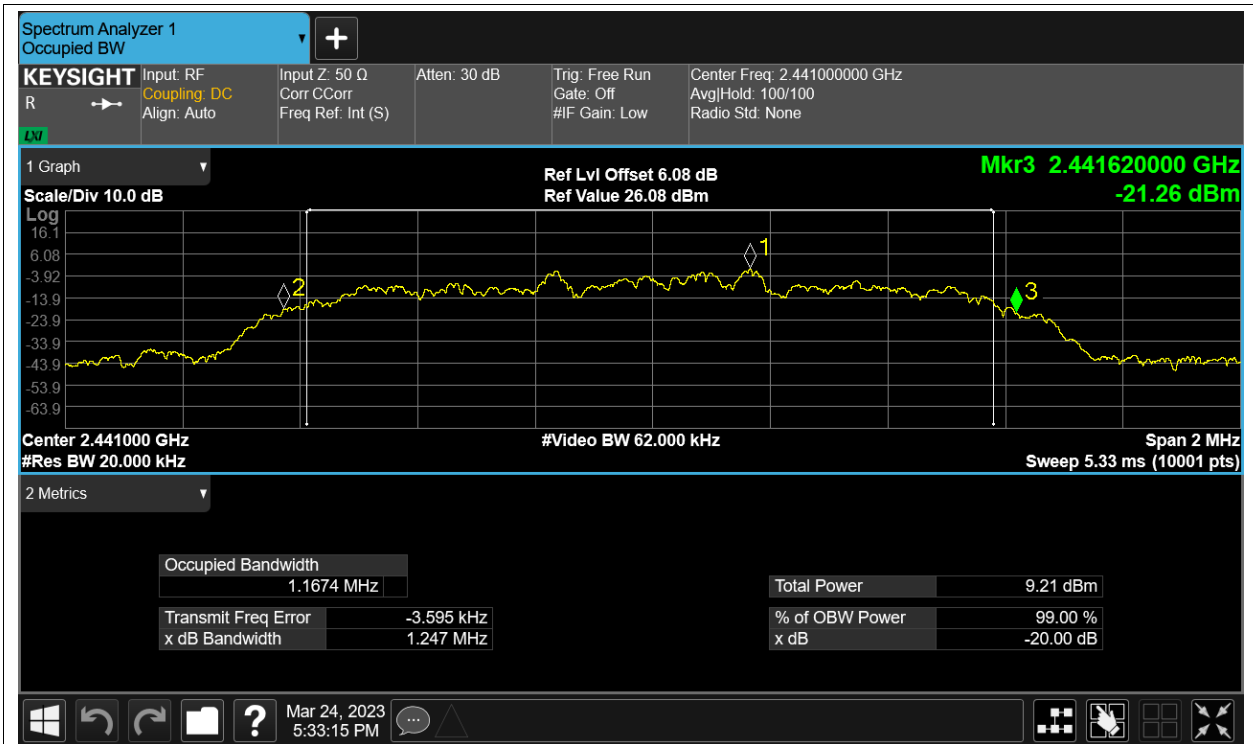 Spectrum Analyzer 1
Occupied BW
KEYSIGHT
R
LXI
Input: RF
Coupling: DC
Align: Auto
Input Z: 50 Ω
Corr CCorr
Freq Ref: Int (S)
Atten: 30 dB
Trig: Free Run
Gate: Off
#IF Gain: Low
Center Freq: 2.441000000 GHz
Avg|Hold: 100/100
Radio Std: None
1 Graph
Scale/Div 10.0 dB
Ref Lvl Offset 6.08 dB
Ref Value 26.08 dBm
Mkr3 2.441620000 GHz
-21.26 dBm
Log
16.1
6.08
-3.92
-13.9
-23.9
-33.9
-43.9
-53.9
-63.9
1
2
3
Center 2.441000 GHz
#Res BW 20.000 kHz
#Video BW 62.000 kHz
Span 2 MHz
Sweep 5.33 ms (10001 pts)
2 Metrics
Occupied Bandwidth
1.1674 MHz
Transmit Freq Error -3.595 kHz
x dB Bandwidth 1.247 MHz
Total Power 9.21 dBm
% of OBW Power 99.00 %
x dB -20.00 dB
?
Mar 24, 2023
5:33:15 PM